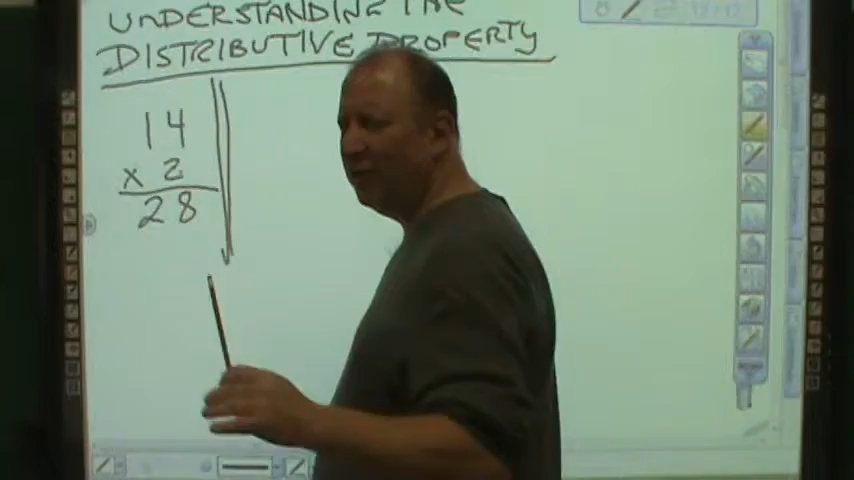 UNDERSTANDING THE
DISTRIBUTIVE PROPERTY
14
x 2
28